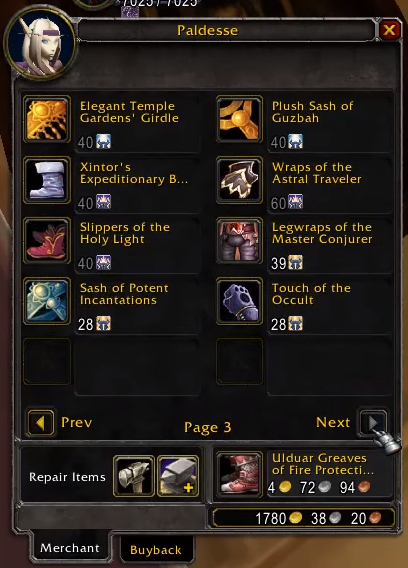 7025 / 7025
Paldesse
Elegant Temple
Gardens' Girdle
40
Plush Sash of
Guzbah
40
Xintor's
Expeditionary B...
40
Wraps of the
Astral Traveler
60
Slippers of the
Holy Light
40
Legwraps of the
Master Conjurer
39
Sash of Potent
Incantations
28
Touch of the
Occult
28
Prev
Page 3
Next
Repair Items
Ulduar Greaves
of Fire Protecti...
4 72 94
1780 38 20
Merchant
Buyback